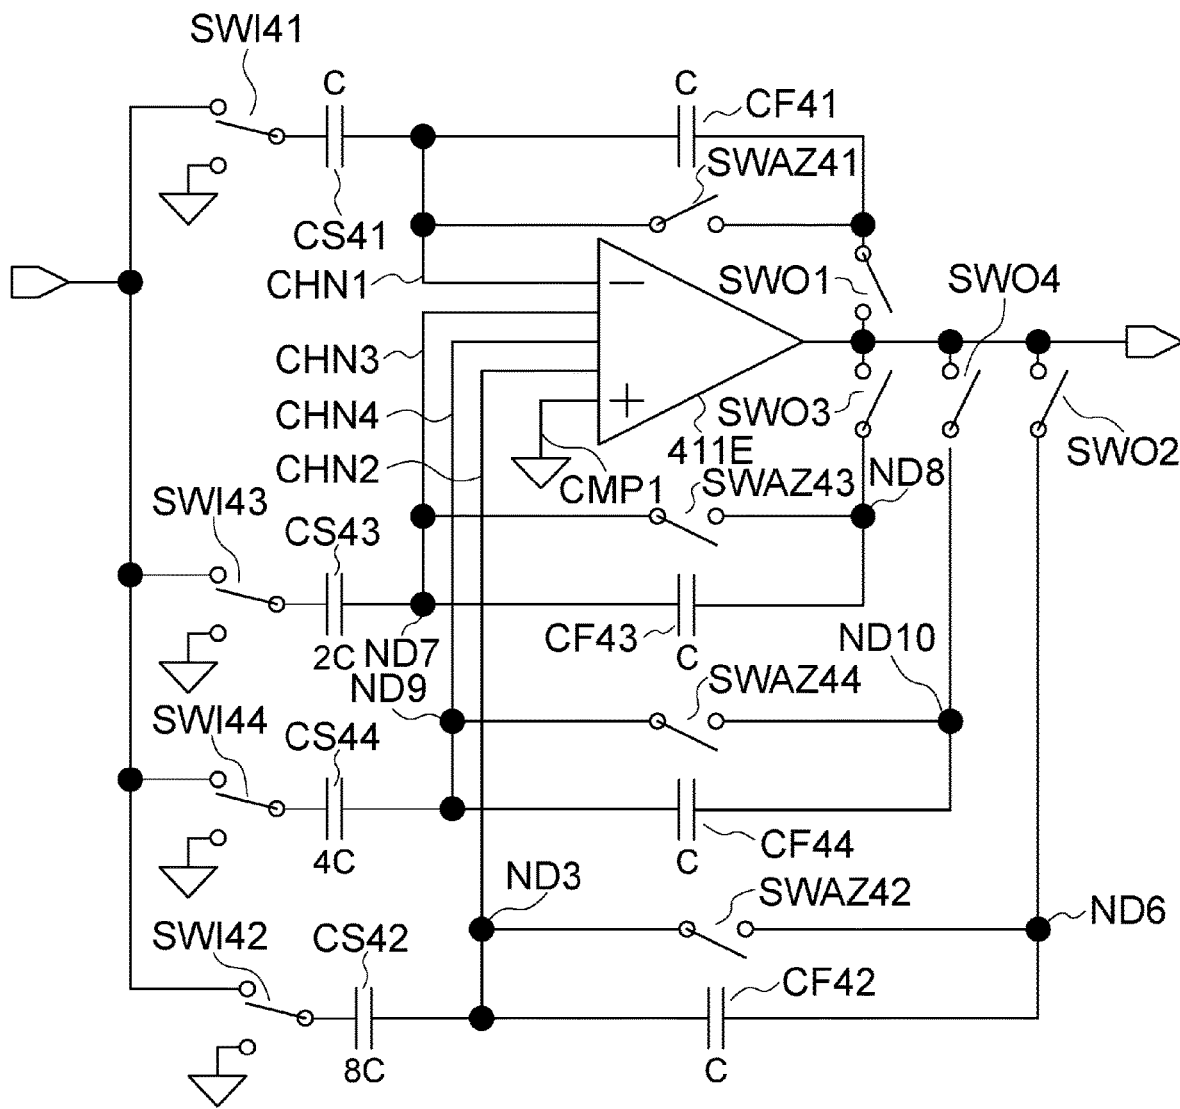 SWI41
C
C
CF41
SWAZ41
CS41
CHN1
SWO1
SWO4
CHN3
CHN4
CHN2
−
+
SWO3
SWO2
411E
ND8
CMP1
SWAZ43
SWI43
CS43
2C
ND7
CF43
C
ND10
ND9
SWAZ44
SWI44
CS44
4C
C
CF44
ND3
SWAZ42
ND6
SWI42
CS42
CF42
8C
C